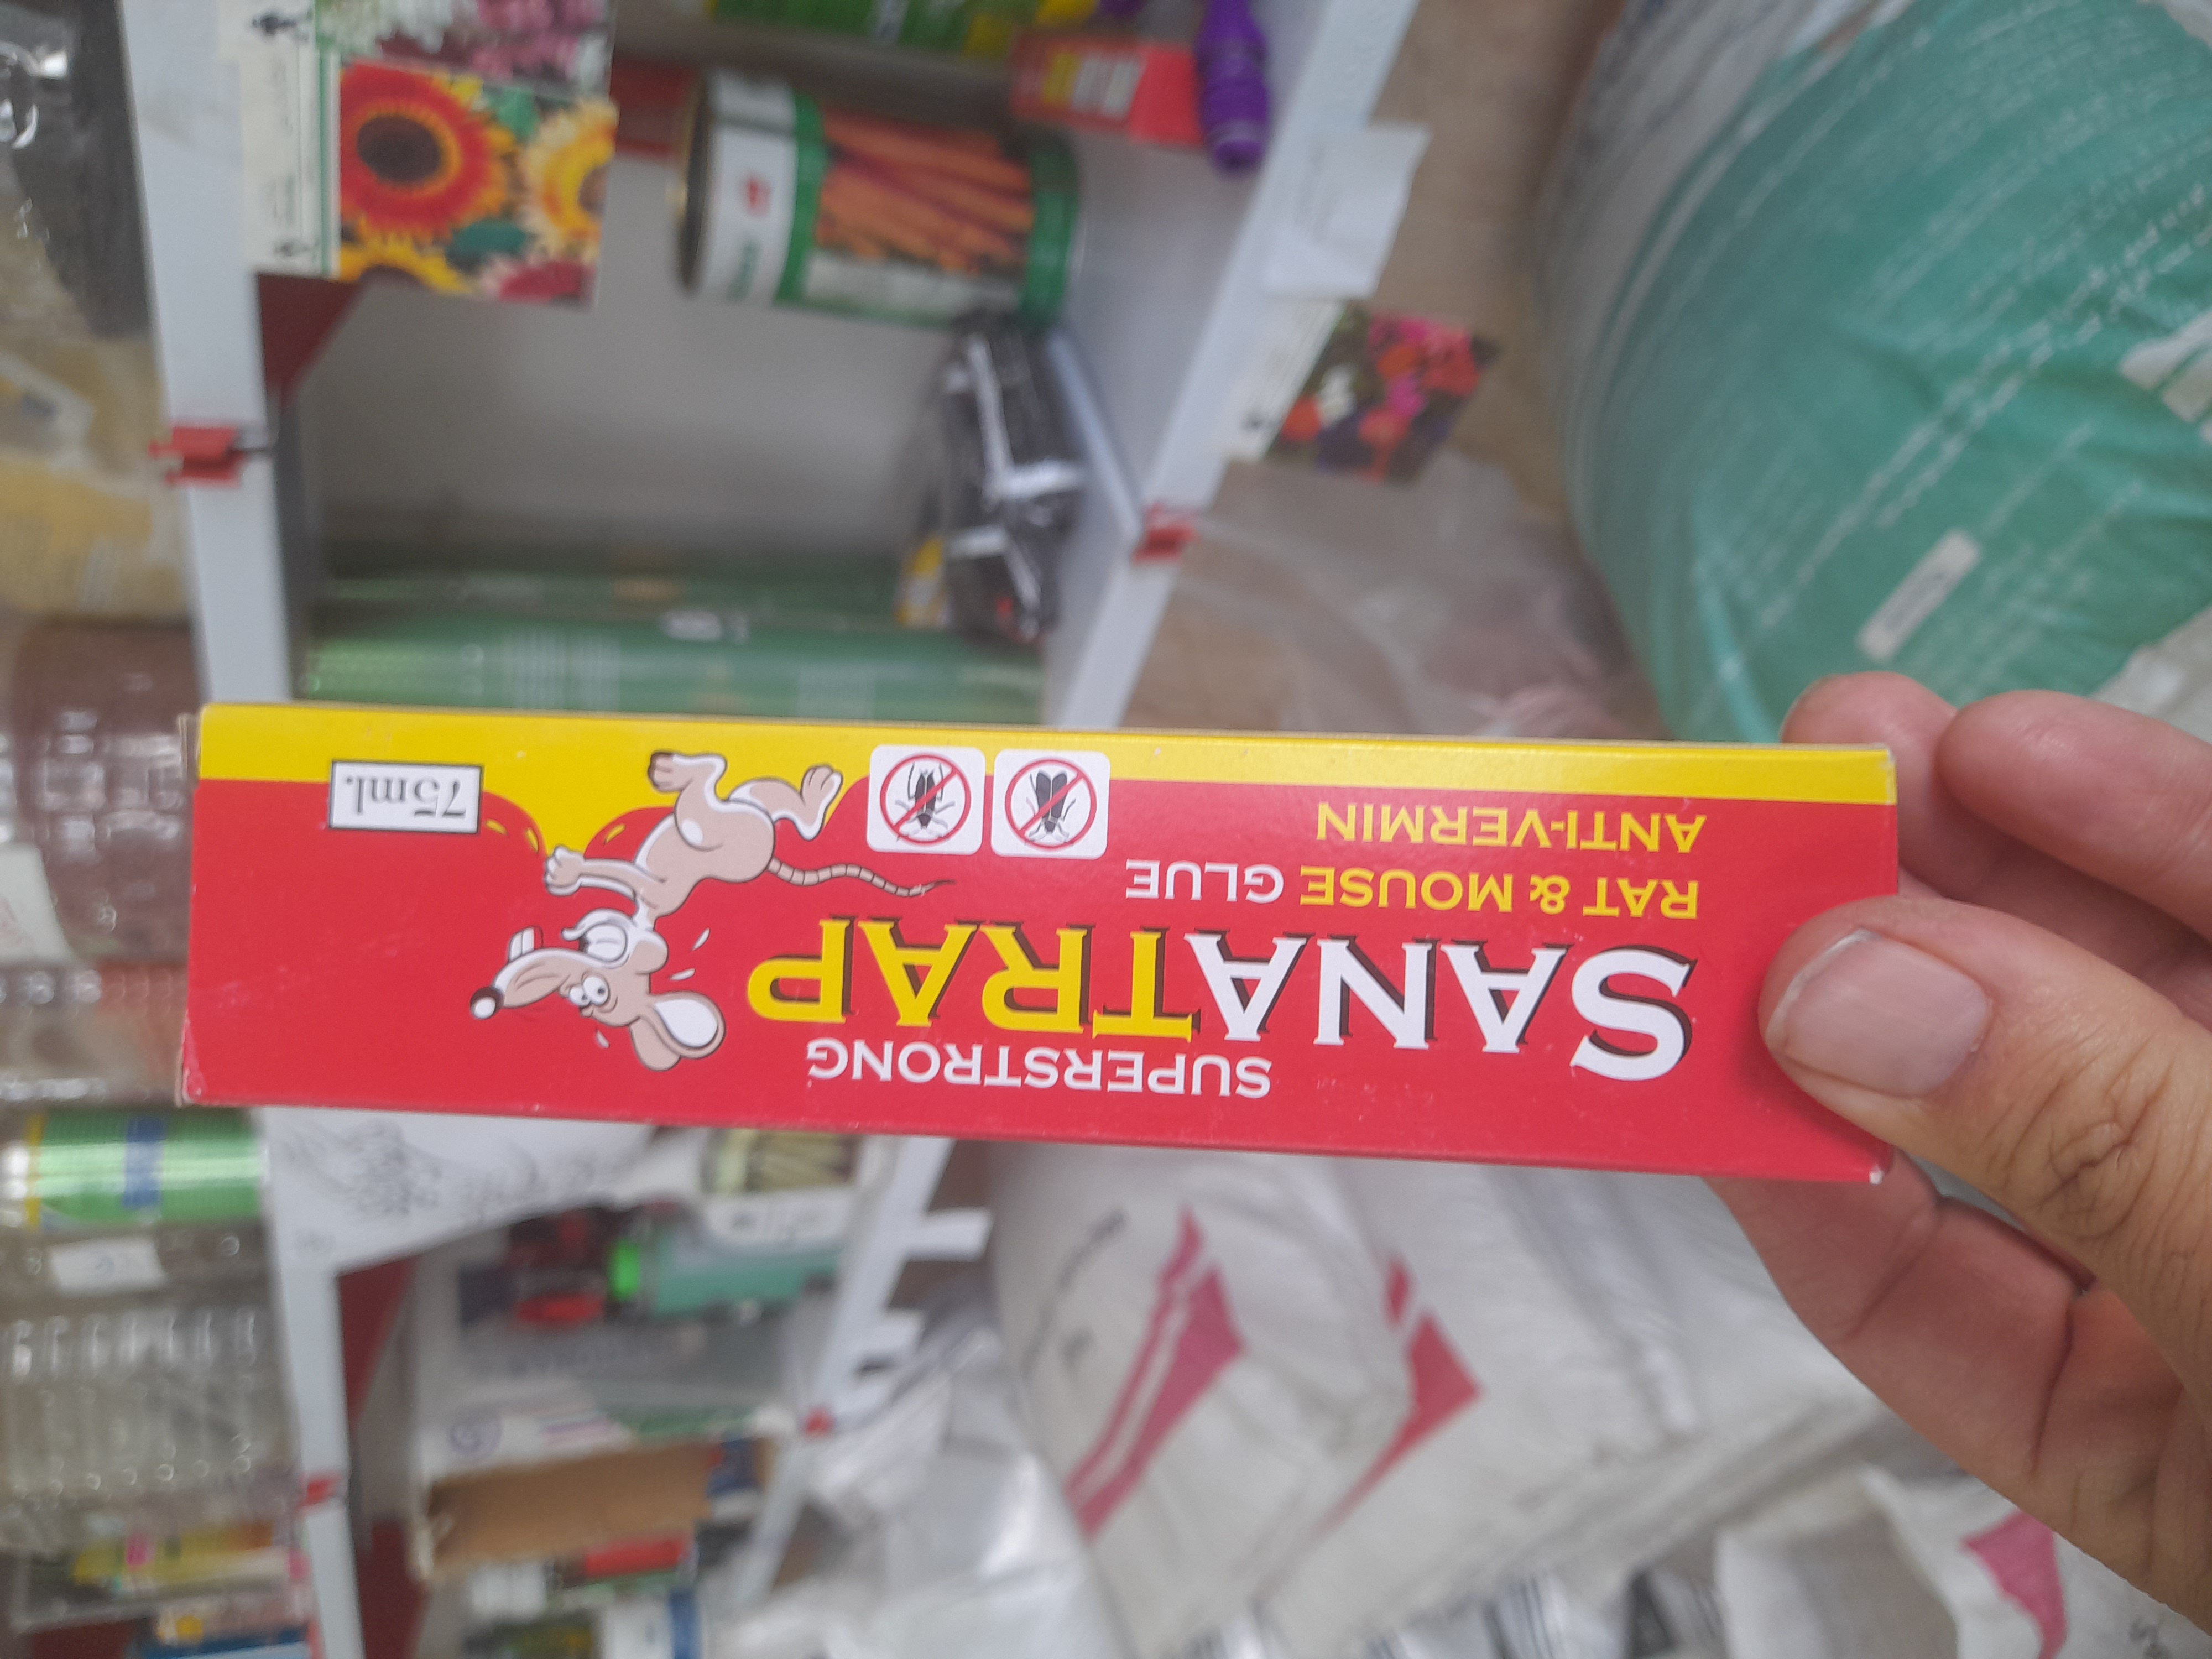 SUPERSTRONG
SANATRAP
RAT & MOUSE GLUE
ANTI-VERMIN
75ml.